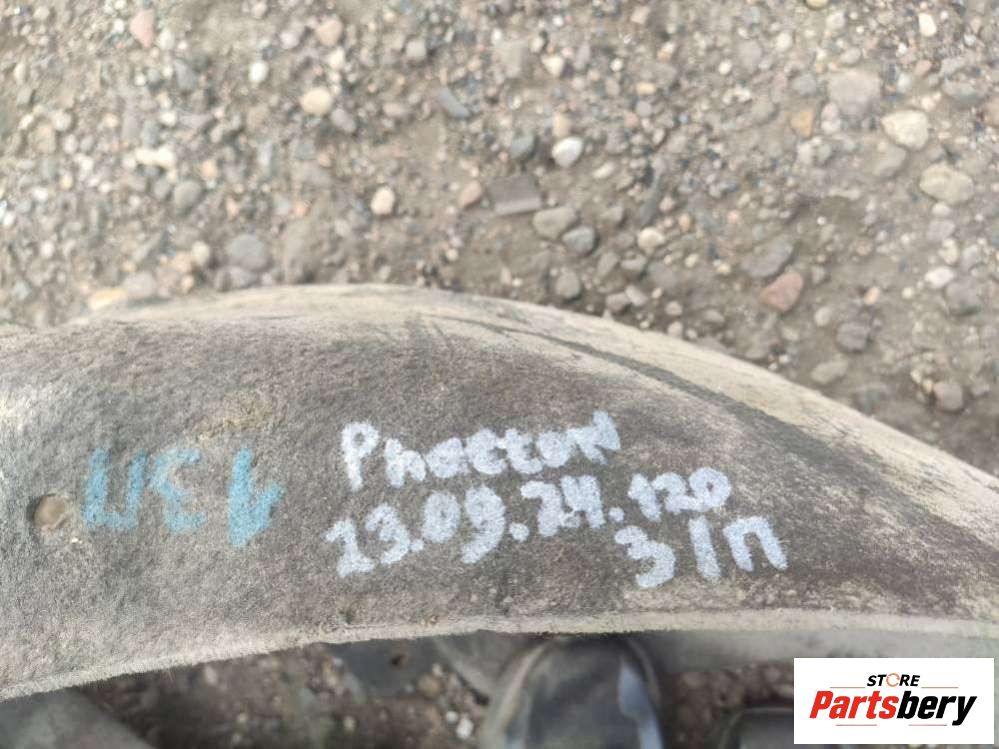 Phaeton
23.09.24.120
3/п
STORE
Partsbery